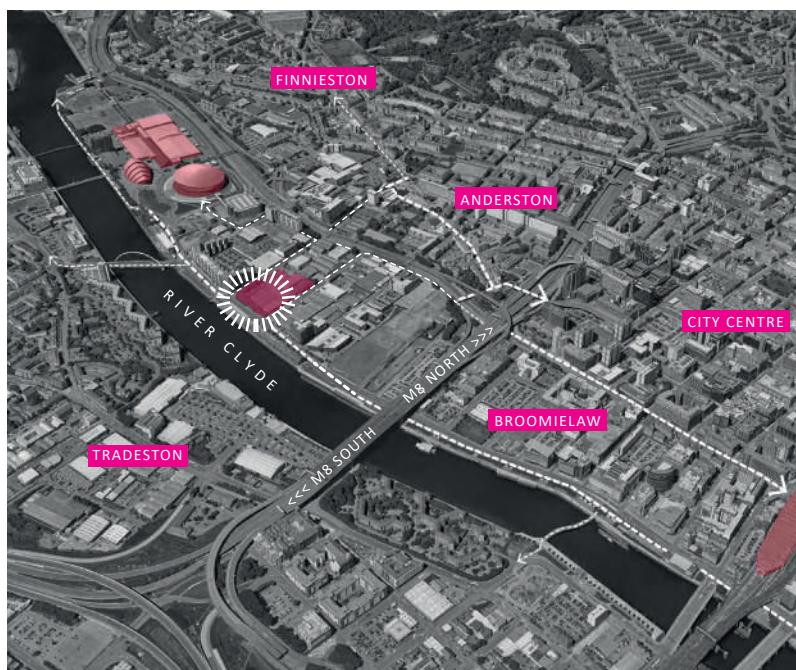 FINNIESTON
ANDERSTON
CITY CENTRE
RIVER CLYDE
M8 NORTH >>>
BROOMIELAW
<<< M8 SOUTH
TRADESTON